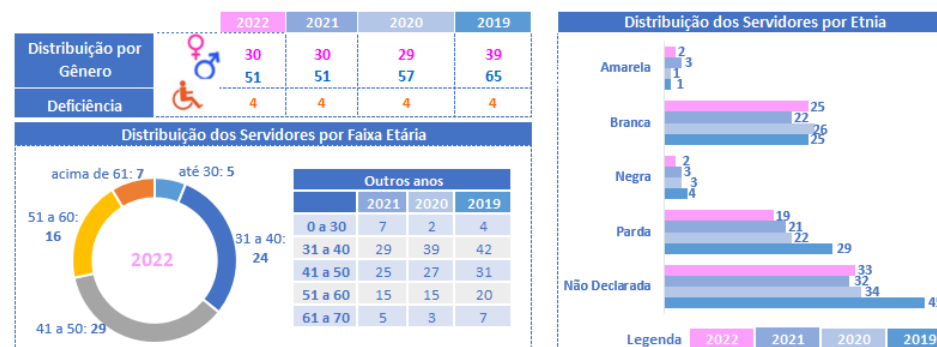 2022 2021 2020 2019
Distribuição por Gênero
30 30 29 39
51 51 57 65
Deficiência 4 4 4 4
Distribuição dos Servidores por Faixa Etária
acima de 61: 7
até 30: 5
51 a 60: 16
31 a 40: 24
2022
41 a 50: 29
Outros anos
2021 2020 2019
0 a 30 7 2 4
31 a 40 29 39 42
41 a 50 25 27 31
51 a 60 15 15 20
61 a 70 5 3 7
Distribuição dos Servidores por Etnia
Amarela 2 3 1 1
Branca 25 22 26 25
Negra 2 3 3 4
Parda 19 21 22 29
Não Declarada 33 32 34
Legenda 2022 2021 2020 2019